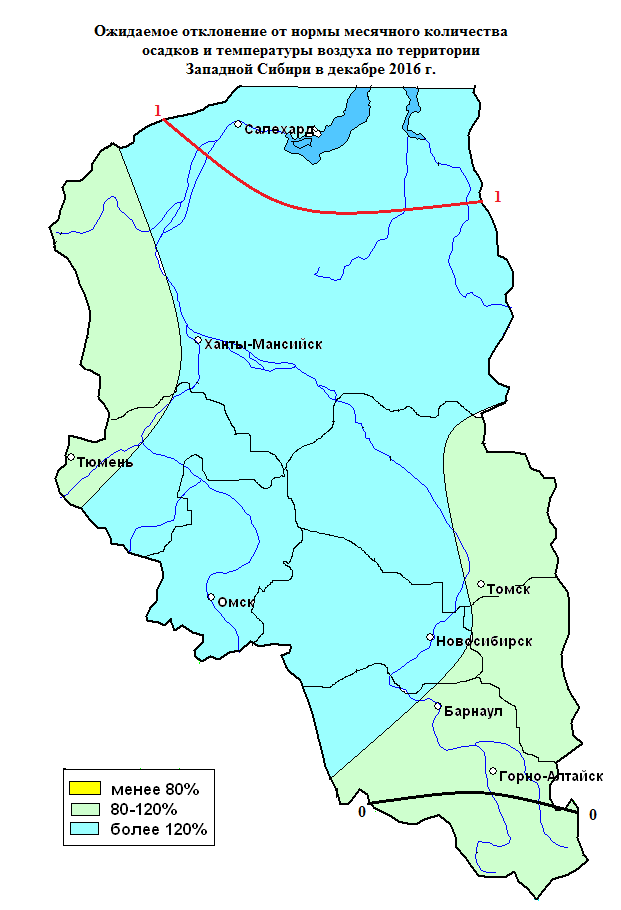 Ожидаемое отклонение от нормы месячного количества
осадков и температуры воздуха по территории
Западной Сибири в декабре 2016 г.
1
Салехард
1
Ханты-Мансийск
Тюмень
Томск
Омск
Новосибирск
Барнаул
Горно-Алтайск
менее 80%
80-120%
более 120%
0
0